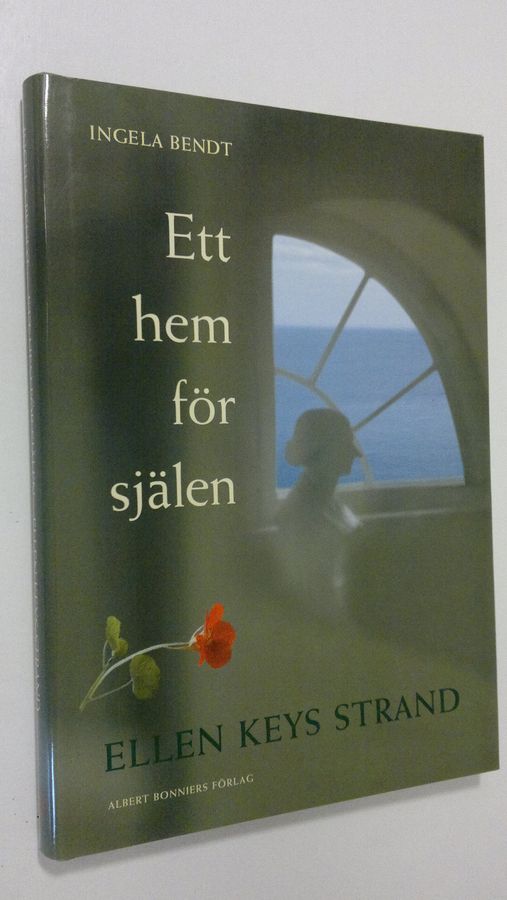 INGELA BENDT
Ett
hem
för
själen
ELLEN KEYS STRAND
ALBERT BONNIERS FÖRLAG